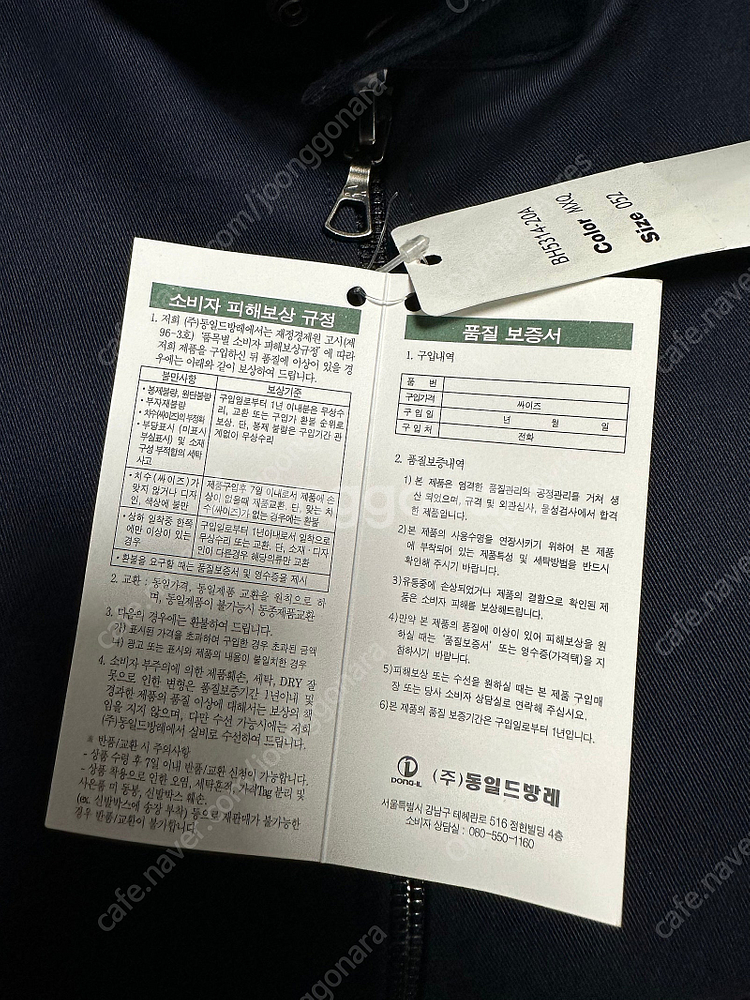 BH5314-20A
Color MXQ
Size 052
소비자 피해보상 규정
1. 저희 (주)동일드방레에서는 재정경제원 고시(제
96-3호) '품목별 소비자 피해보상규정' 에 따라
저희 제품을 구입하신 뒤 품질에 이상이 있을 경
우에는 아래와 같이 보상하여 드립니다.
불만사항 보상기준
• 봉제불량, 원단불량
• 부자재불량
• 치수(싸이즈)의 부정확
• 부당표시 (미표시
부실표시) 및 소재
구성 부적합의 세탁
사고
구입일로부터 1년 이내분은 무상수
리, 교환 또는 구입가 환불 순위로
보상. 단, 봉제 불량은 구입기간 관
계없이 무상수리
• 치수 (싸이즈) 가
맞지 않거나 디자
인, 색상에 불만
제품구입후 7일 이내로서 제품에 손
상이 없을때 제품교환. 단, 맞는 치
수(싸이즈)가 없는 경우에는 환불
• 상하 일착중 한쪽
에만 이상이 있는
경우
구입일로부터 1년이내로서 일착으로
무상수리 또는 교환. 단, 소재·디자
인이 다른경우 해당의류만 교환
• 환불을 요구할 때는 품질보증서 및 영수증을 제시
2. 교환 : 동일가격, 동일제품 교환을 원칙으로 하
며, 동일제품이 불가능시 동종제품교환
3. 다음의 경우에는 환불하여 드립니다.
가) 표시된 가격을 초과하여 구입한 경우 초과된 금액
나) 광고 또는 표시와 제품의 내용이 불일치한 경우
4. 소비자 부주의에 의한 제품훼손, 세탁, DRY 잘
못으로 인한 변형은 품질보증기간 1년이내 및
경과한 제품의 품질 이상에 대해서는 보상의 책
임을 지지 않으며, 다만 수선 가능시에는 저희
(주)동일드방레에서 실비로 수선하여 드립니다.
※ 반품/교환 시 주의사항
- 상품 수령 후 7일 이내 반품/교환 신청이 가능합니다.
- 상품 착용으로 인한 오염, 세탁흔적, 가격Tag 분리 및
사은품 미 동봉, 신발박스 훼손.
(ex. 신발박스에 송장 부착) 등으로 재판매가 불가능한
경우 반품/교환이 불가합니다.
품질 보증서
1. 구입내역
품 번
구입가격 싸이즈
구 입 일 년 월 일
구 입 처 전화
2. 품질보증내역
1) 본 제품은 엄격한 품질관리와 공정관리를 거쳐 생
산 되었으며, 규격 및 외관심사, 물성검사에서 합격
한 제품입니다.
2)본 제품의 사용수명을 연장시키기 위하여 본 제품
에 부착되어 있는 제품특성 및 세탁방법을 반드시
확인해 주시기 바랍니다.
3)유통중에 손상되었거나 제품의 결함으로 확인된 제
품은 소비자 피해를 보상해드립니다.
4)만약 본 제품의 품질에 이상이 있어 피해보상을 원
하실 때는 '품질보증서' 또는 영수증(가격택)을 지
참하시기 바랍니다.
5)피해보상 또는 수선을 원하실 때는 본 제품 구입매
장 또는 당사 소비자 상담실로 연락해 주십시요.
6)본 제품의 품질 보증기간은 구입일로부터 1년입니다.
DONG-IL (주)동일드방레
서울특별시 강남구 테헤란로 516 정헌빌딩 4층
소비자 상담실 : 080-550-1160
cafe.naver.com/joonggonara